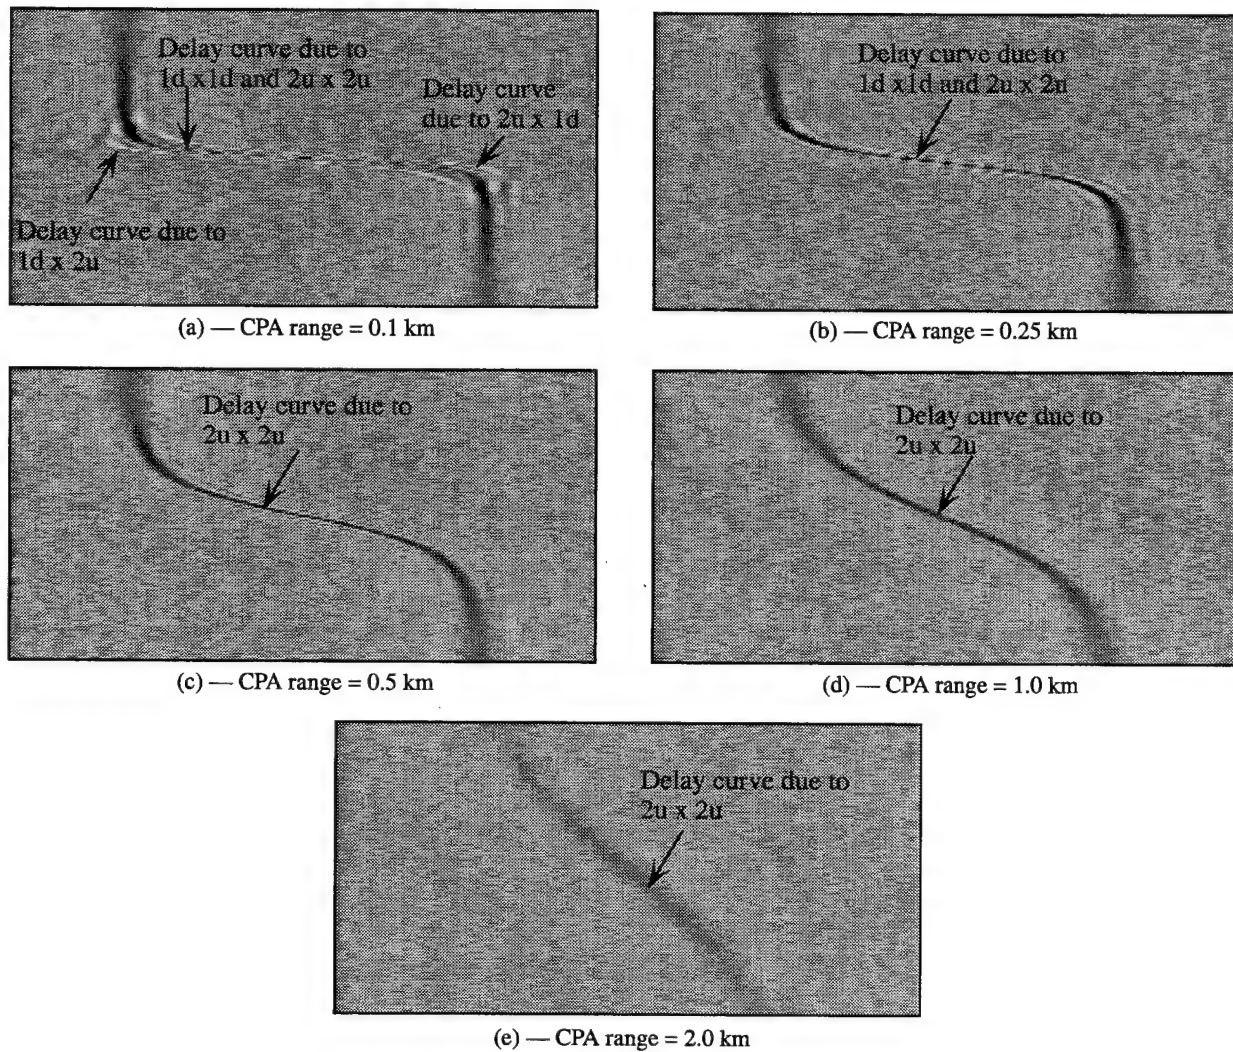 Delay curve due to
1d x1d and 2u x 2u
Delay curve
due to 2u x 1d
Delay curve due to
1d x 2u
(a) — CPA range = 0.1 km
Delay curve due to
1d x1d and 2u x 2u
(b) — CPA range = 0.25 km
Delay curve due to
2u x 2u
(c) — CPA range = 0.5 km
Delay curve due to
2u x 2u
(d) — CPA range = 1.0 km
Delay curve due to
2u x 2u
(e) — CPA range = 2.0 km